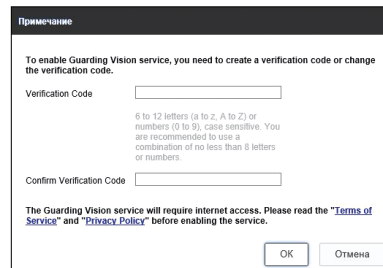 Примечание
To enable Guarding Vision service, you need to create a verification code or change
the verification code.
Verification Code
6 to 12 letters (a to z, A to Z) or
numbers (0 to 9), case sensitive. You
are recommended to use a
combination of no less than 8 letters
or numbers.
Confirm Verification Code
The Guarding Vision service will require internet access. Please read the "Terms of
Service" and "Privacy Policy" before enabling the service.
OK Отмена